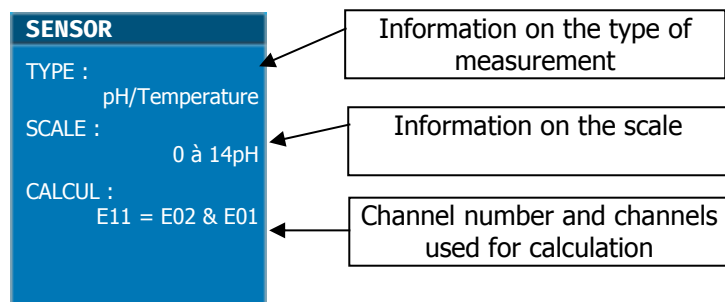 SENSOR
TYPE :
pH/Temperature
SCALE :
0 à 14pH
CALCUL :
E11 = E02 & E01
Information on the type of
measurement
Information on the scale
Channel number and channels
used for calculation